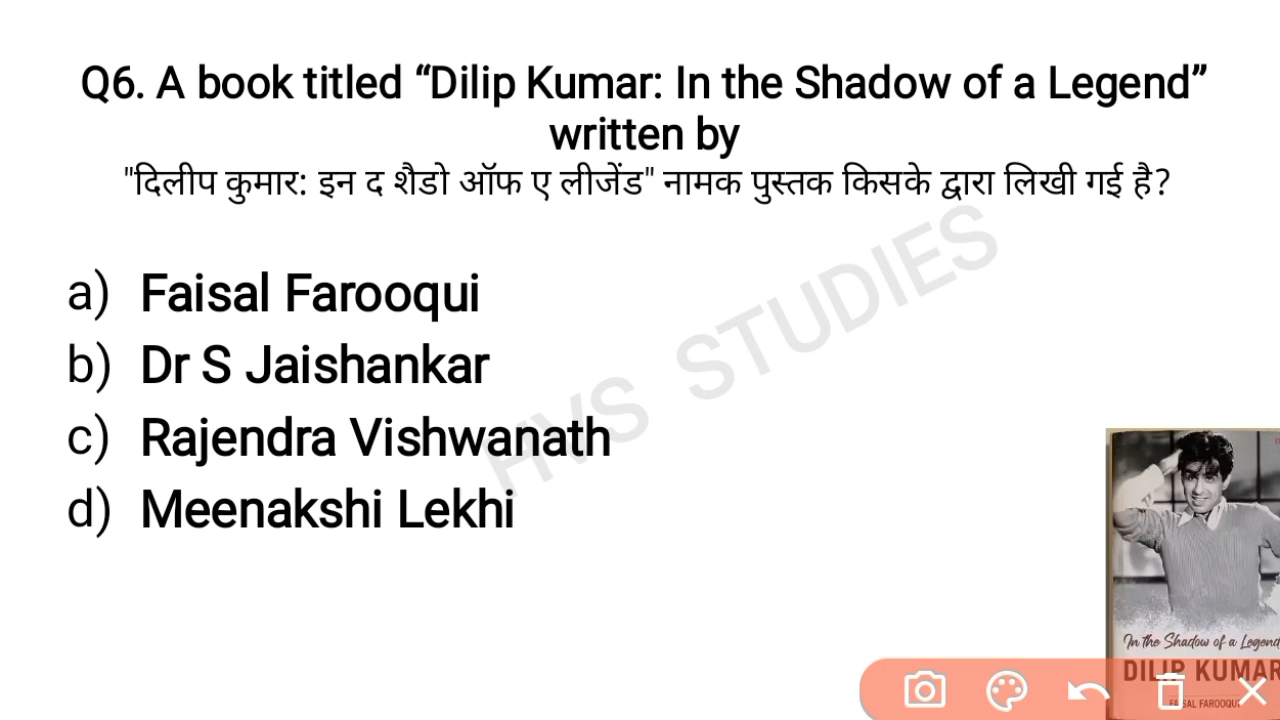 Q6. A book titled “Dilip Kumar: In the Shadow of a Legend”
written by
"दिलीप कुमार: इन द शैडो ऑफ ए लीजेंड" नामक पुस्तक किसके द्वारा लिखी गई है?
a) Faisal Farooqui
b) Dr S Jaishankar
c) Rajendra Vishwanath
d) Meenakshi Lekhi
HVS STUDIES
In the Shadow of a Legend
DILIP KUMAR
FAISAL FAROOQUI